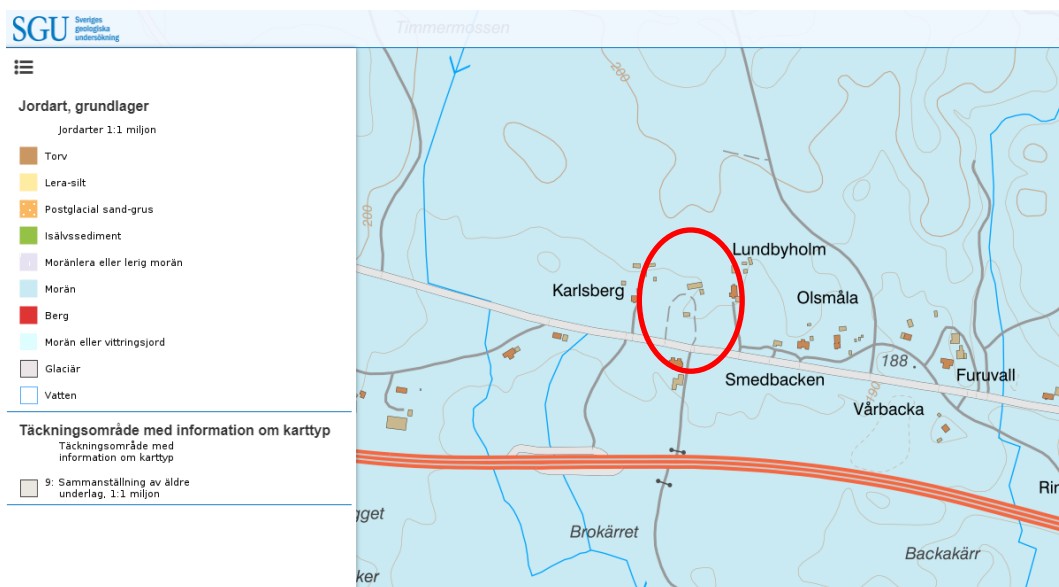 SGU Sveriges
geologiska
undersökning
Jordart, grundlager
Jordarter 1:1 miljon
Torv
Lera-silt
Postglacial sand-grus
Isälvssediment
Moränlera eller lerig morän
Morän
Berg
Morän eller vittringsjord
Glaciär
Vatten
Täckningsområde med information om karttyp
Täckningsområde med
information om karttyp
9: Sammanställning av äldre
underlag, 1:1 miljon
Timmermossen
200
200
Lundbyholm
Karlsberg
Olsmåla
188
Furuvall
Smedbacken
190
Vårbacka
Rin
gget
Brokärret
Backakärr
ker